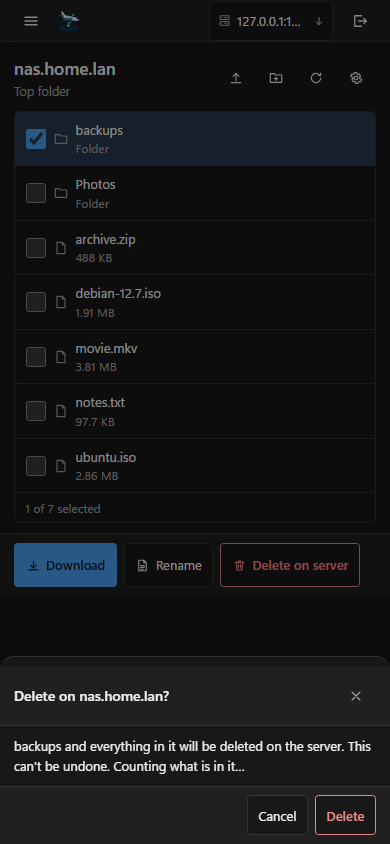 127.0.0.1:1...
nas.home.lan
Top folder
backups
Folder
Photos
Folder
archive.zip
488 KB
debian-12.7.iso
1.91 MB
movie.mkv
3.81 MB
notes.txt
97.7 KB
ubuntu.iso
2.86 MB
1 of 7 selected
Download
Rename
Delete on server
Delete on nas.home.lan?
backups and everything in it will be deleted on the server. This
can't be undone. Counting what is in it...
Cancel
Delete